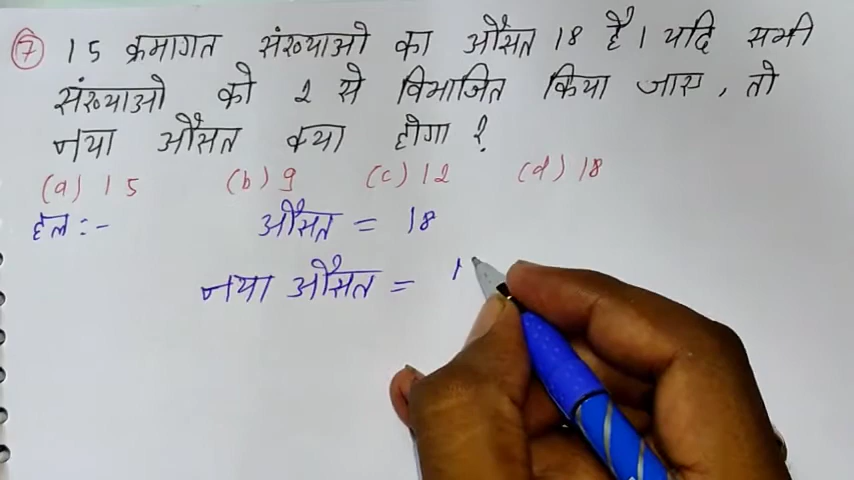 7 15 क्रमागत संख्याओ का औसत 18 है। यदि सभी
संख्याओ को 2 से विभाजित किया जाए, तो
नया औसत क्या होगा ?
(a) 15 (b) 9 (c) 12 (d) 18
हल :- औसत = 18
नया औसत = 1